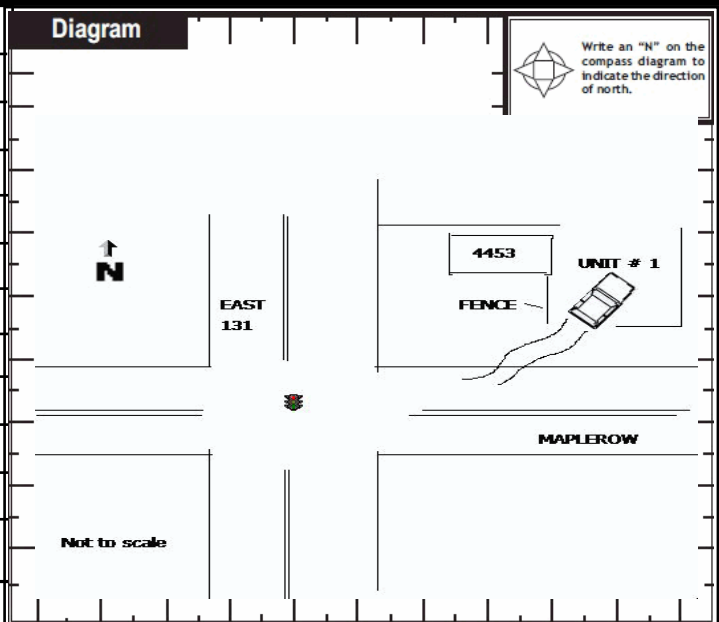 Diagram
Write an “N” on the
compass diagram to
indicate the direction
of north.
N
4453
UNIT # 1
EAST
131
FENCE
MAPLEROW
Not to scale